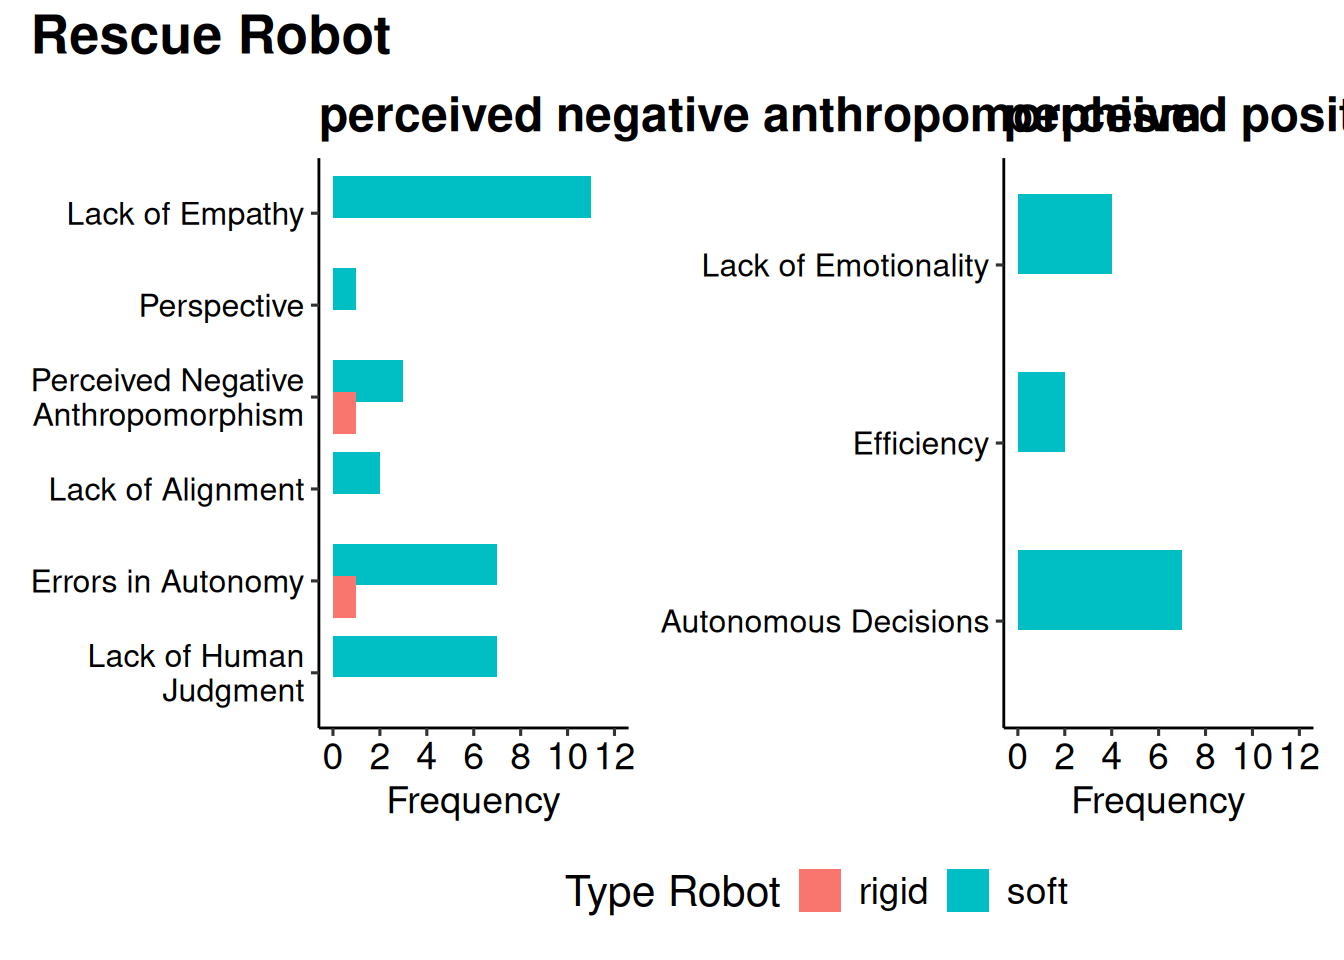 Rescue Robot
perceived negative anthropomorphism
perceived posit
Lack of Empathy
Perspective
Perceived Negative
Anthropomorphism
Lack of Alignment
Errors in Autonomy
Lack of Human
Judgment
0 2 4 6 8 10 12
Frequency
Lack of Emotionality
Efficiency
Autonomous Decisions
0 2 4 6 8 10 12
Frequency
Type Robot rigid soft